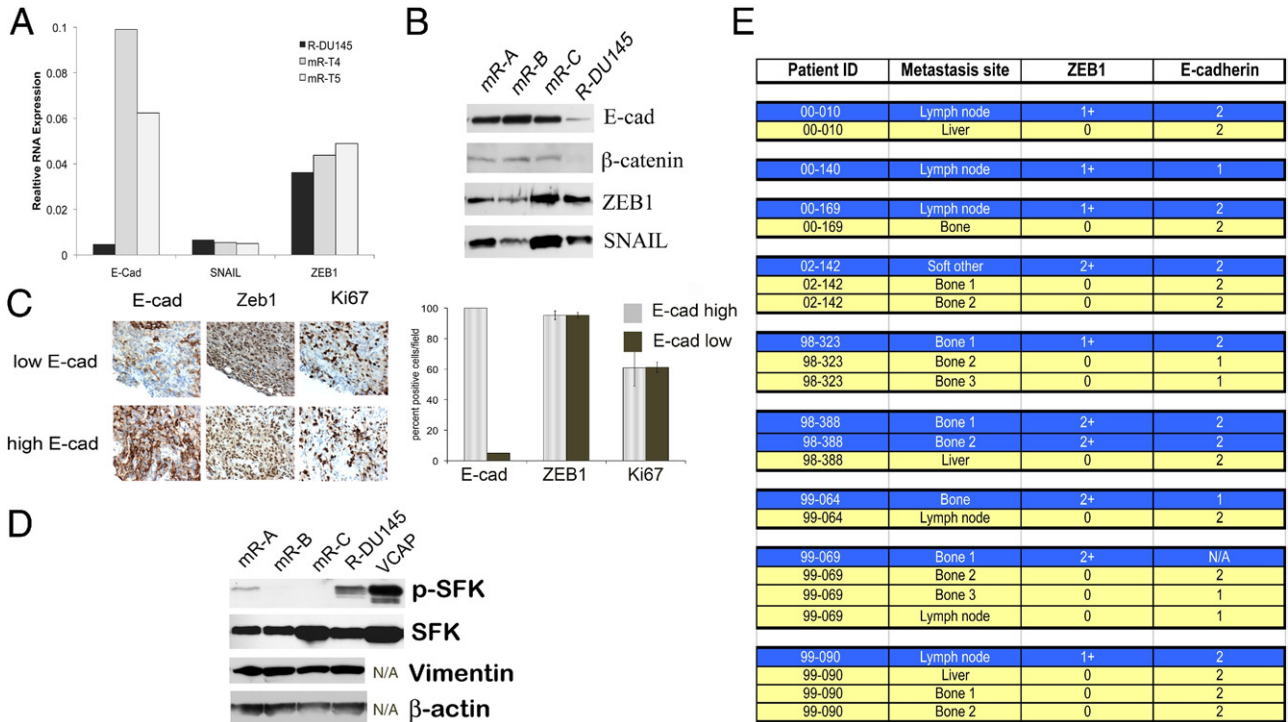 A
0.1
0.08
0.06
0.04
0.02
0
Realtive RNA Expression
R-DU145
mR-T4
mR-T5
E-Cad SNAIL ZEB1
B
mR-A mR-B mR-C R-DU145
E-cad
β-catenin
ZEB1
SNAIL
C
E-cad Zeb1 Ki67
low E-cad
high E-cad
100
80
60
40
20
0
percent positive cells/field
E-cad high
E-cad low
E-cad ZEB1 Ki67
D
mR-A mR-B mR-C R-DU145 VCAP
p-SFK
SFK
N/A Vimentin
N/A β-actin
E
Patient ID Metastasis site ZEB1 E-cadherin
00-010 Lymph node 1+ 2
00-010 Liver 0 2
00-140 Lymph node 1+ 1
00-169 Lymph node 1+ 2
00-169 Bone 0 2
02-142 Soft other 2+ 2
02-142 Bone 1 0 2
02-142 Bone 2 0 2
98-323 Bone 1 1+ 2
98-323 Bone 2 0 1
98-323 Bone 3 0 1
98-388 Bone 1 2+ 2
98-388 Bone 2 2+ 2
98-388 Liver 0 2
99-064 Bone 2+ 1
99-064 Lymph node 0 2
99-069 Bone 1 2+ N/A
99-069 Bone 2 0 2
99-069 Bone 3 0 1
99-069 Lymph node 0 1
99-090 Lymph node 1+ 2
99-090 Liver 0 2
99-090 Bone 1 0 2
99-090 Bone 2 0 2